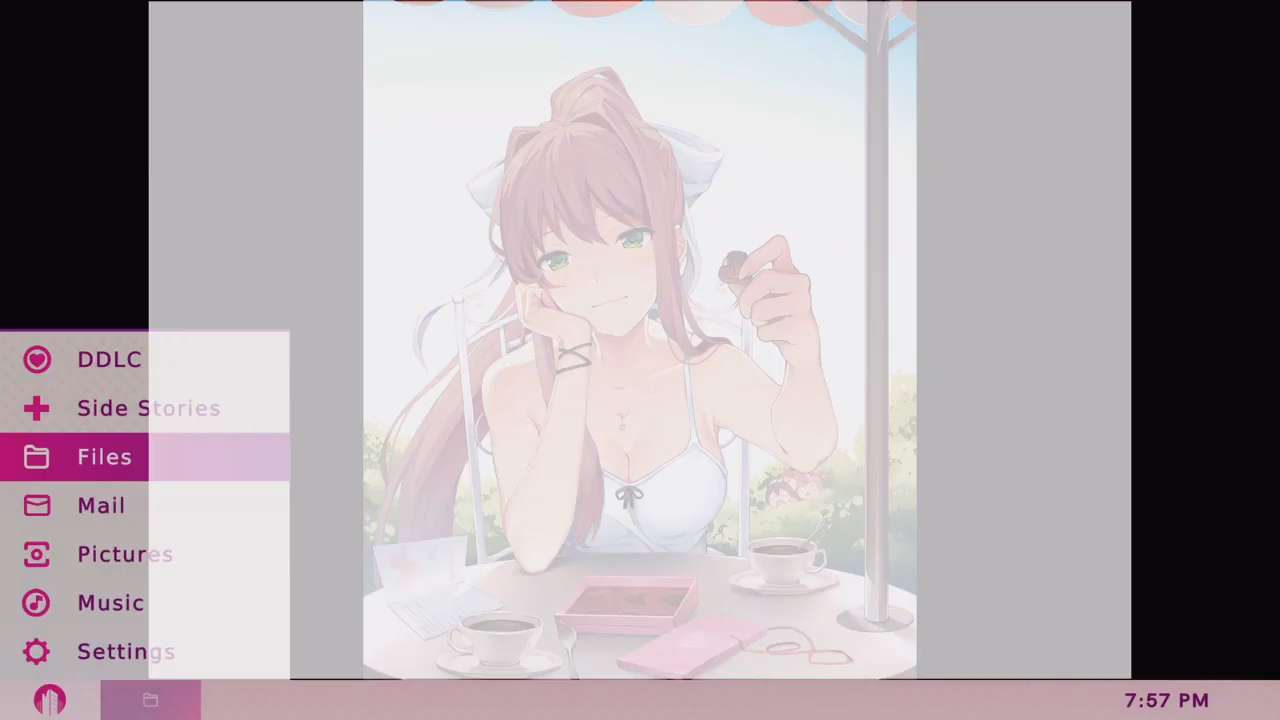 DDLC
Side Stories
Files
Mail
Pictures
Music
Settings
7:57 PM